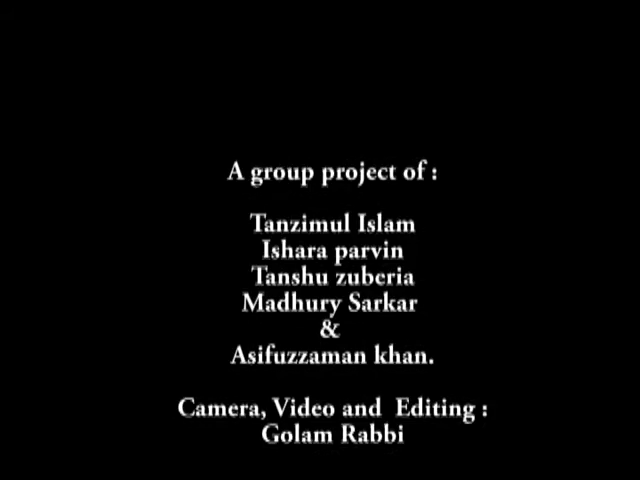 A group project of :
Tanzimul Islam
Ishara parvin
Tanshu zuberia
Madhury Sarkar
&
Asifuzzaman khan.
Camera, Video and Editing :
Golam Rabbi